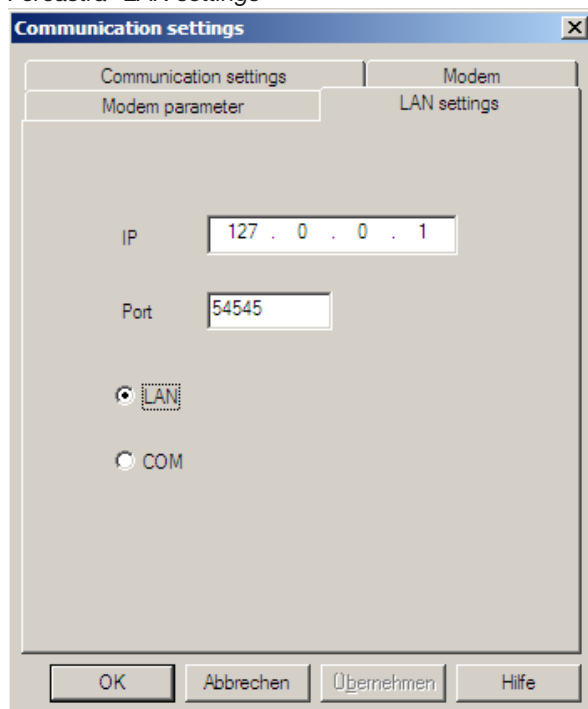 Communication settings
Communication settings Modem
Modem parameter LAN settings
IP 127 . 0 . 0 . 1
Port 54545
LAN
COM
OK Abbrechen Übernehmen Hilfe